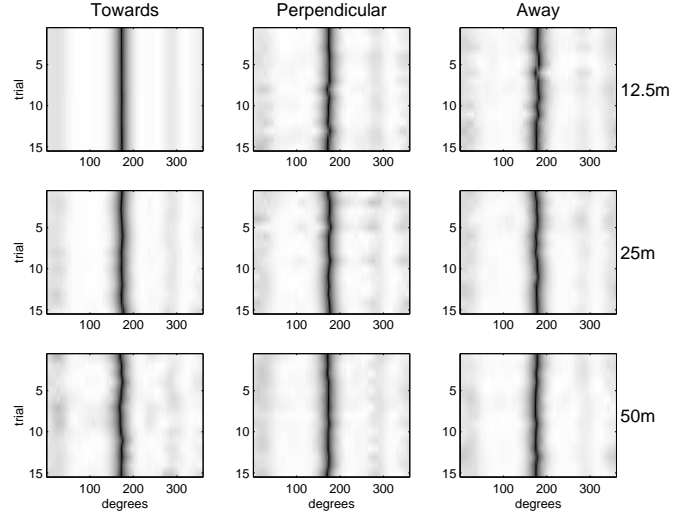 Towards Perpendicular Away
trial 5 10 15 5 10 15 5 10 15 12.5m
100 200 300 100 200 300 100 200 300
trial 5 10 15 5 10 15 5 10 15 25m
100 200 300 100 200 300 100 200 300
trial 5 10 15 5 10 15 5 10 15 50m
100 200 300 100 200 300 100 200 300
degrees degrees degrees